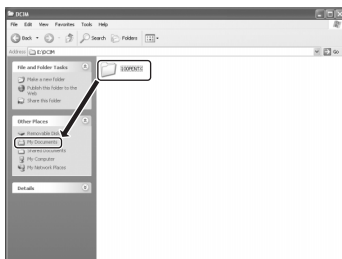 DCIM
File Edit View Favorites Tools Help
Back Search Folders
Address E:\DCIM
File and Folder Tasks
Make a new folder
Publish this folder to the
Web
Share this folder
100PENTX
Other Places
Removable Disk
My Documents
Shared Documents
My Computer
My Network Places
Details